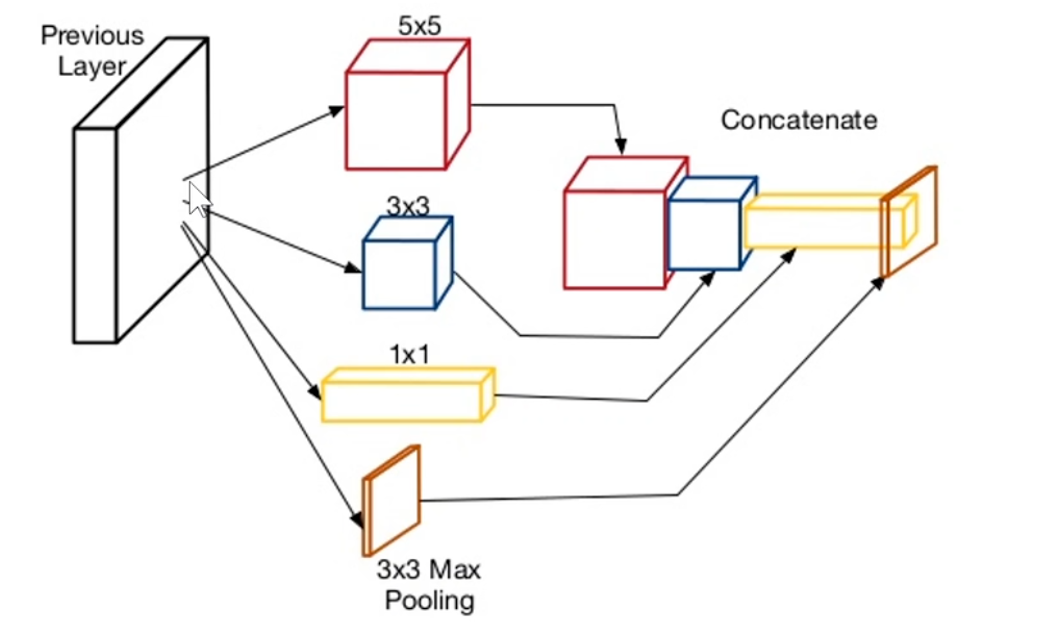 Previous
Layer
5x5
Concatenate
3x3
1x1
3x3 Max
Pooling